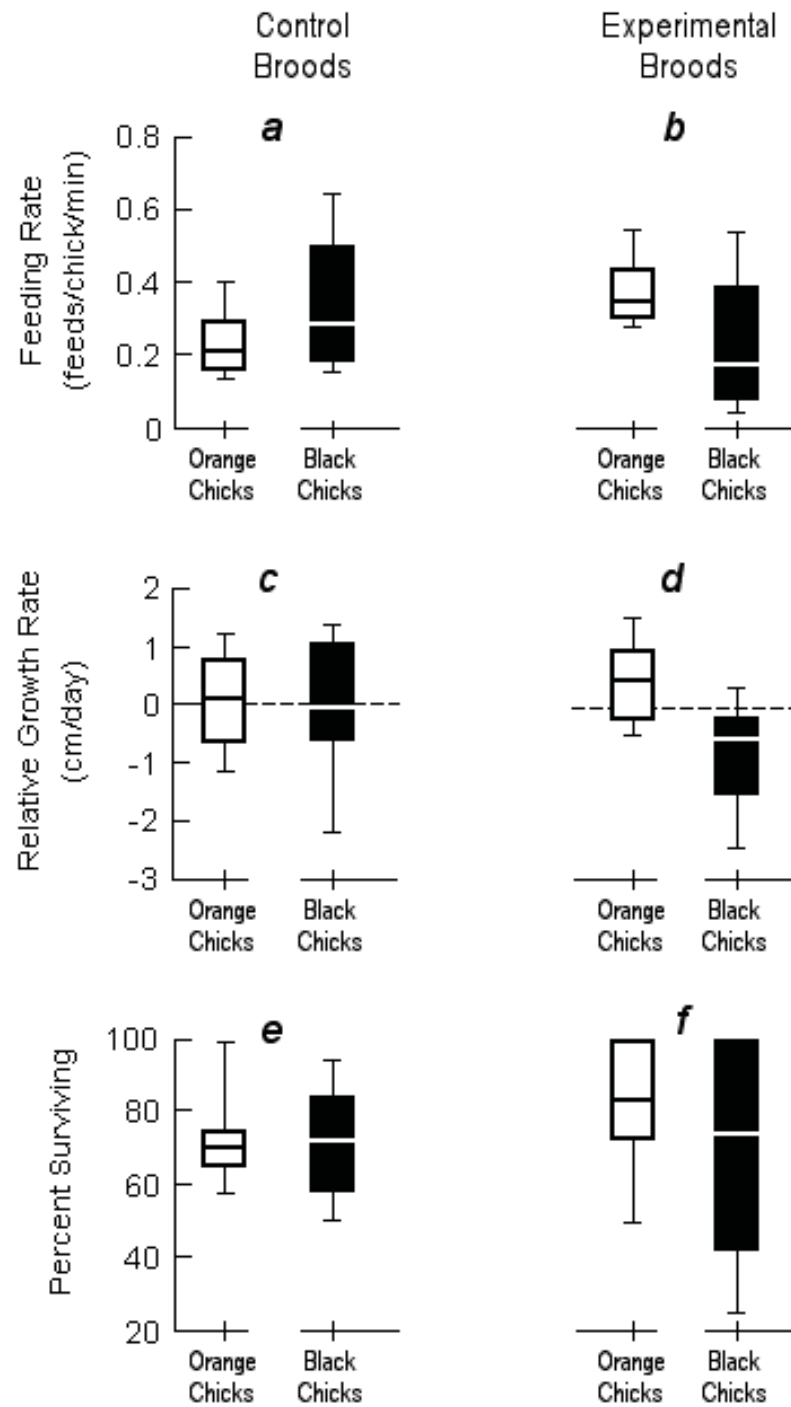 Control
Broods
Experimental
Broods
a
b
Feeding Rate
(feeds/chick/min)
0.8
0.6
0.4
0.2
0
Orange
Chicks
Black
Chicks
Orange
Chicks
Black
Chicks
c
d
Relative Growth Rate
(cm/day)
2
1
0
-1
-2
-3
Orange
Chicks
Black
Chicks
Orange
Chicks
Black
Chicks
e
f
Percent Surviving
100
80
60
40
20
Orange
Chicks
Black
Chicks
Orange
Chicks
Black
Chicks